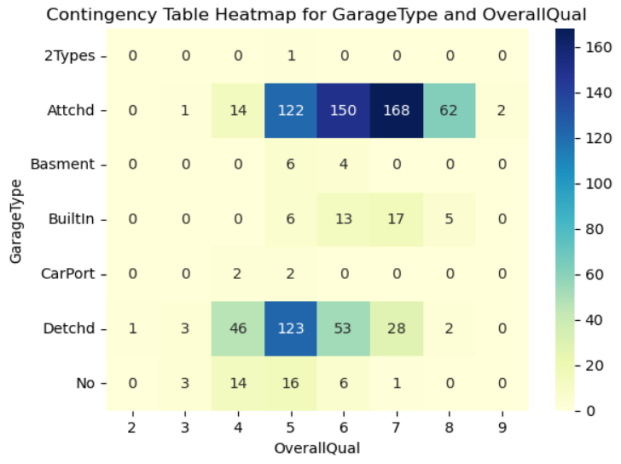 Contingency Table Heatmap for GarageType and OverallQual
2Types 0 0 0 1 0 0 0 0
Attchd 0 1 14 122 150 168 62 2
Basment 0 0 0 6 4 0 0 0
BuiltIn 0 0 0 6 13 17 5 0
CarPort 0 0 2 2 0 0 0 0
Detchd 1 3 46 123 53 28 2 0
No 0 3 14 16 6 1 0 0
2 3 4 5 6 7 8 9
OverallQual
GarageType
160
140
120
100
80
60
40
20
0